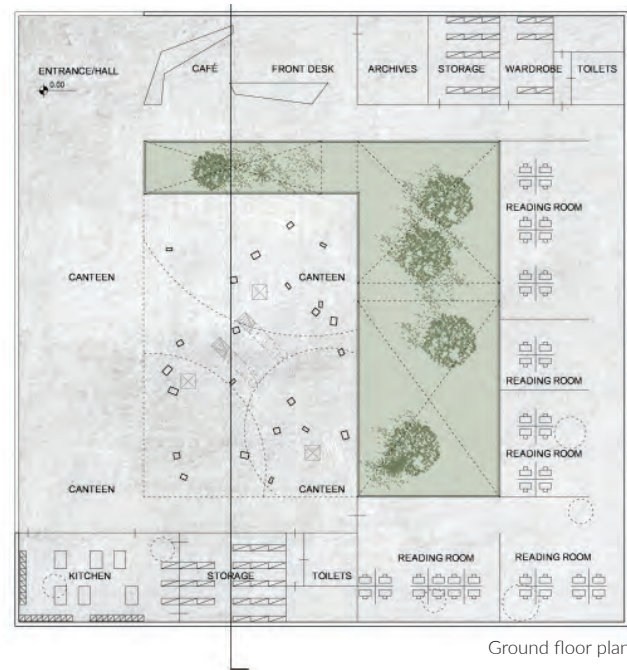 ENTRANCE/HALL
0.00
CAFÉ
FRONT DESK
ARCHIVES
STORAGE
WARDROBE
TOILETS
READING ROOM
CANTEEN
CANTEEN
READING ROOM
READING ROOM
CANTEEN
CANTEEN
READING ROOM
READING ROOM
KITCHEN
STORAGE
TOILETS
Ground floor plan